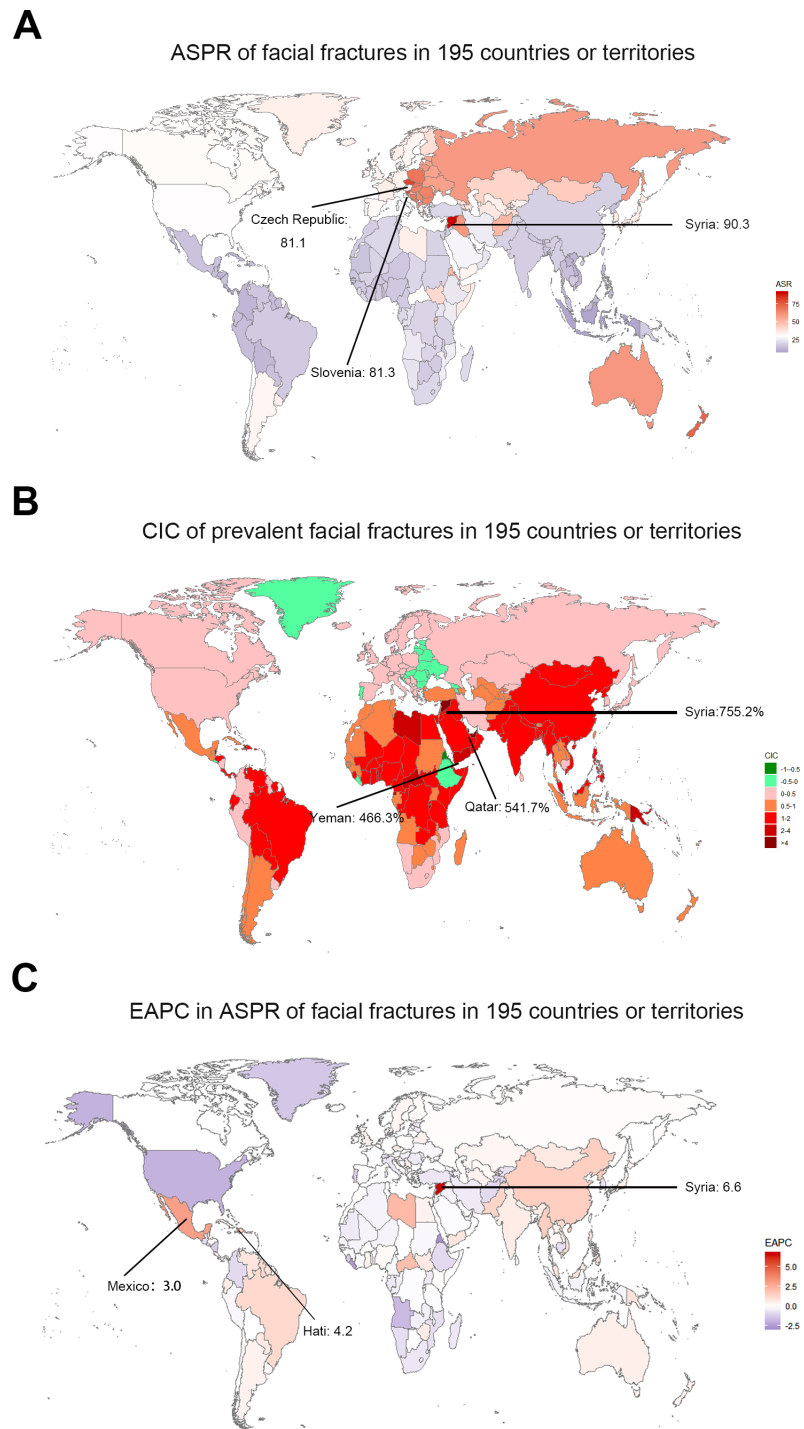 A
ASPR of facial fractures in 195 countries or territories
Czech Republic:
81.1
Syria: 90.3
Slovenia: 81.3
ASR
75
50
25
B
CIC of prevalent facial fractures in 195 countries or territories
Syria:755.2%
Yeman: 466.3%
Qatar: 541.7%
CIC
-1--0.5
-0.5-0
0-0.5
0.5-1
1-2
2-4
>4
C
EAPC in ASPR of facial fractures in 195 countries or territories
Syria: 6.6
Mexico: 3.0
Hati: 4.2
EAPC
5.0
2.5
0.0
-2.5